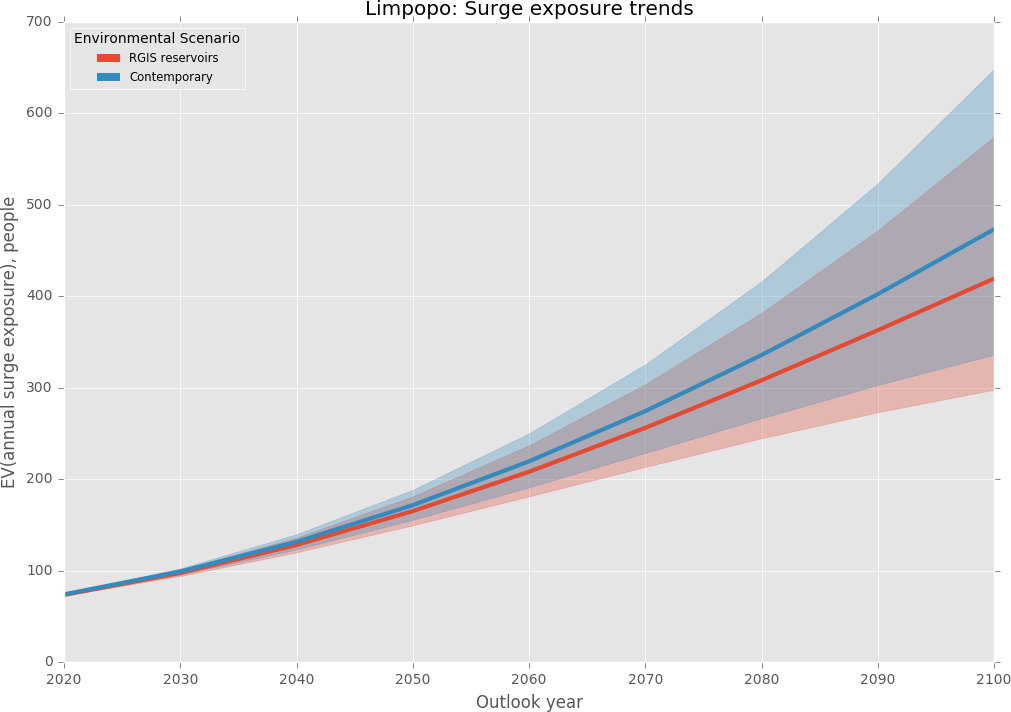 Limpopo: Surge exposure trends
700
600
500
400
300
200
100
0
EV(annual surge exposure), people
Environmental Scenario
RGIS reservoirs
Contemporary
2020 2030 2040 2050 2060 2070 2080 2090 2100
Outlook year